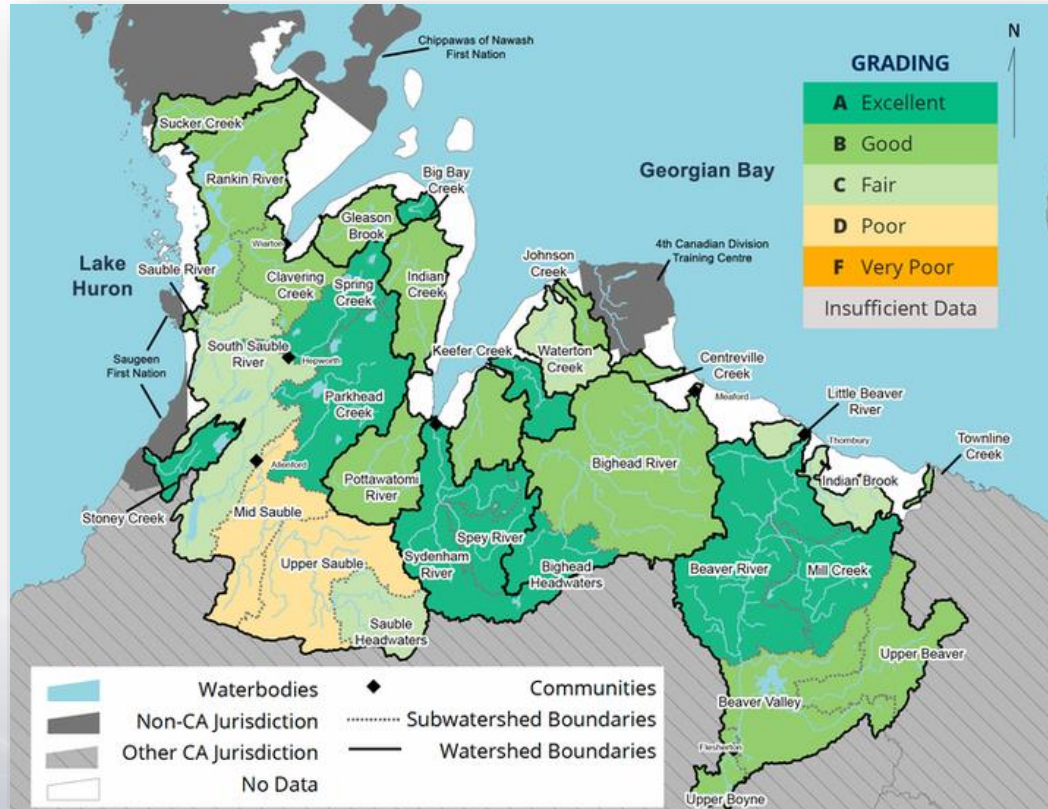 Chippawas of Nawash
First Nation
N
GRADING
A Excellent
B Good
C Fair
D Poor
F Very Poor
Insufficient Data
Sucker Creek
Rankin River
Big Bay
Creek
Georgian Bay
Gleason
Brook
Wiarton
4th Canadian Division
Training Centre
Lake
Huron
Sauble River
Clavering
Creek
Spring
Creek
Indian
Creek
Johnson
Creek
South Sauble
River
Hepworth
Keefer Creek
Waterton
Creek
Centreville
Creek
Saugeen
First Nation
Meaford
Little Beaver
River
Parkhead
Creek
Thornbury
Townline
Creek
Allenford
Pottawatomi
River
Bighead River
Indian Brook
Stoney Creek
Mid Sauble
Spey River
Upper Sauble
Sydenham
River
Bighead
Headwaters
Beaver River
Mill Creek
Sauble
Headwaters
Upper Beaver
Beaver Valley
Flesherton
Upper Boyne
Waterbodies
Non-CA Jurisdiction
Other CA Jurisdiction
No Data
Communities
Subwatershed Boundaries
Watershed Boundaries